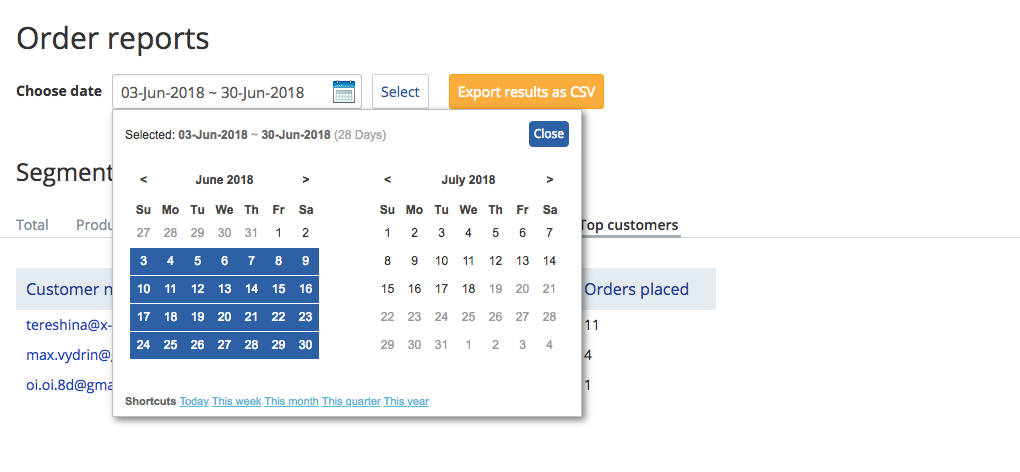 Order reports
Choose date 03-Jun-2018 ~ 30-Jun-2018 Select Export results as CSV
Selected: 03-Jun-2018 ~ 30-Jun-2018 (28 Days) Close
Segment
< June 2018 > < July 2018 >
Su Mo Tu We Th Fr Sa Su Mo Tu We Th Fr Sa
Total Produ Top customers
27 28 29 30 31 1 2 1 2 3 4 5 6 7
3 4 5 6 7 8 9 8 9 10 11 12 13 14
10 11 12 13 14 15 16 15 16 17 18 19 20 21
Customer n Orders placed
17 18 19 20 21 22 23 22 23 24 25 26 27 28
tereshina@x- 11
24 25 26 27 28 29 30 29 30 31 1 2 3 4
max.vydrin@ 4
oi.oi.8d@gma 1
Shortcuts Today This week This month This quarter This year